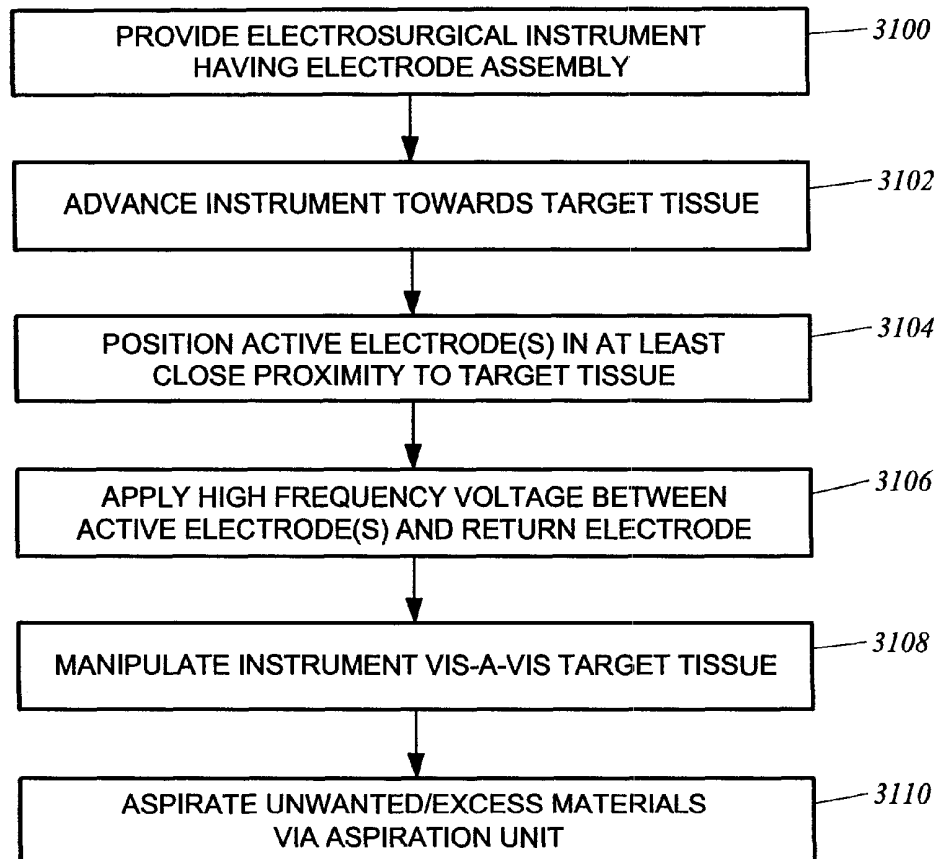 PROVIDE ELECTROSURGICAL INSTRUMENT
HAVING ELECTRODE ASSEMBLY
3100
ADVANCE INSTRUMENT TOWARDS TARGET TISSUE
3102
POSITION ACTIVE ELECTRODE(S) IN AT LEAST
CLOSE PROXIMITY TO TARGET TISSUE
3104
APPLY HIGH FREQUENCY VOLTAGE BETWEEN
ACTIVE ELECTRODE(S) AND RETURN ELECTRODE
3106
MANIPULATE INSTRUMENT VIS-A-VIS TARGET TISSUE
3108
ASPIRATE UNWANTED/EXCESS MATERIALS
VIA ASPIRATION UNIT
3110